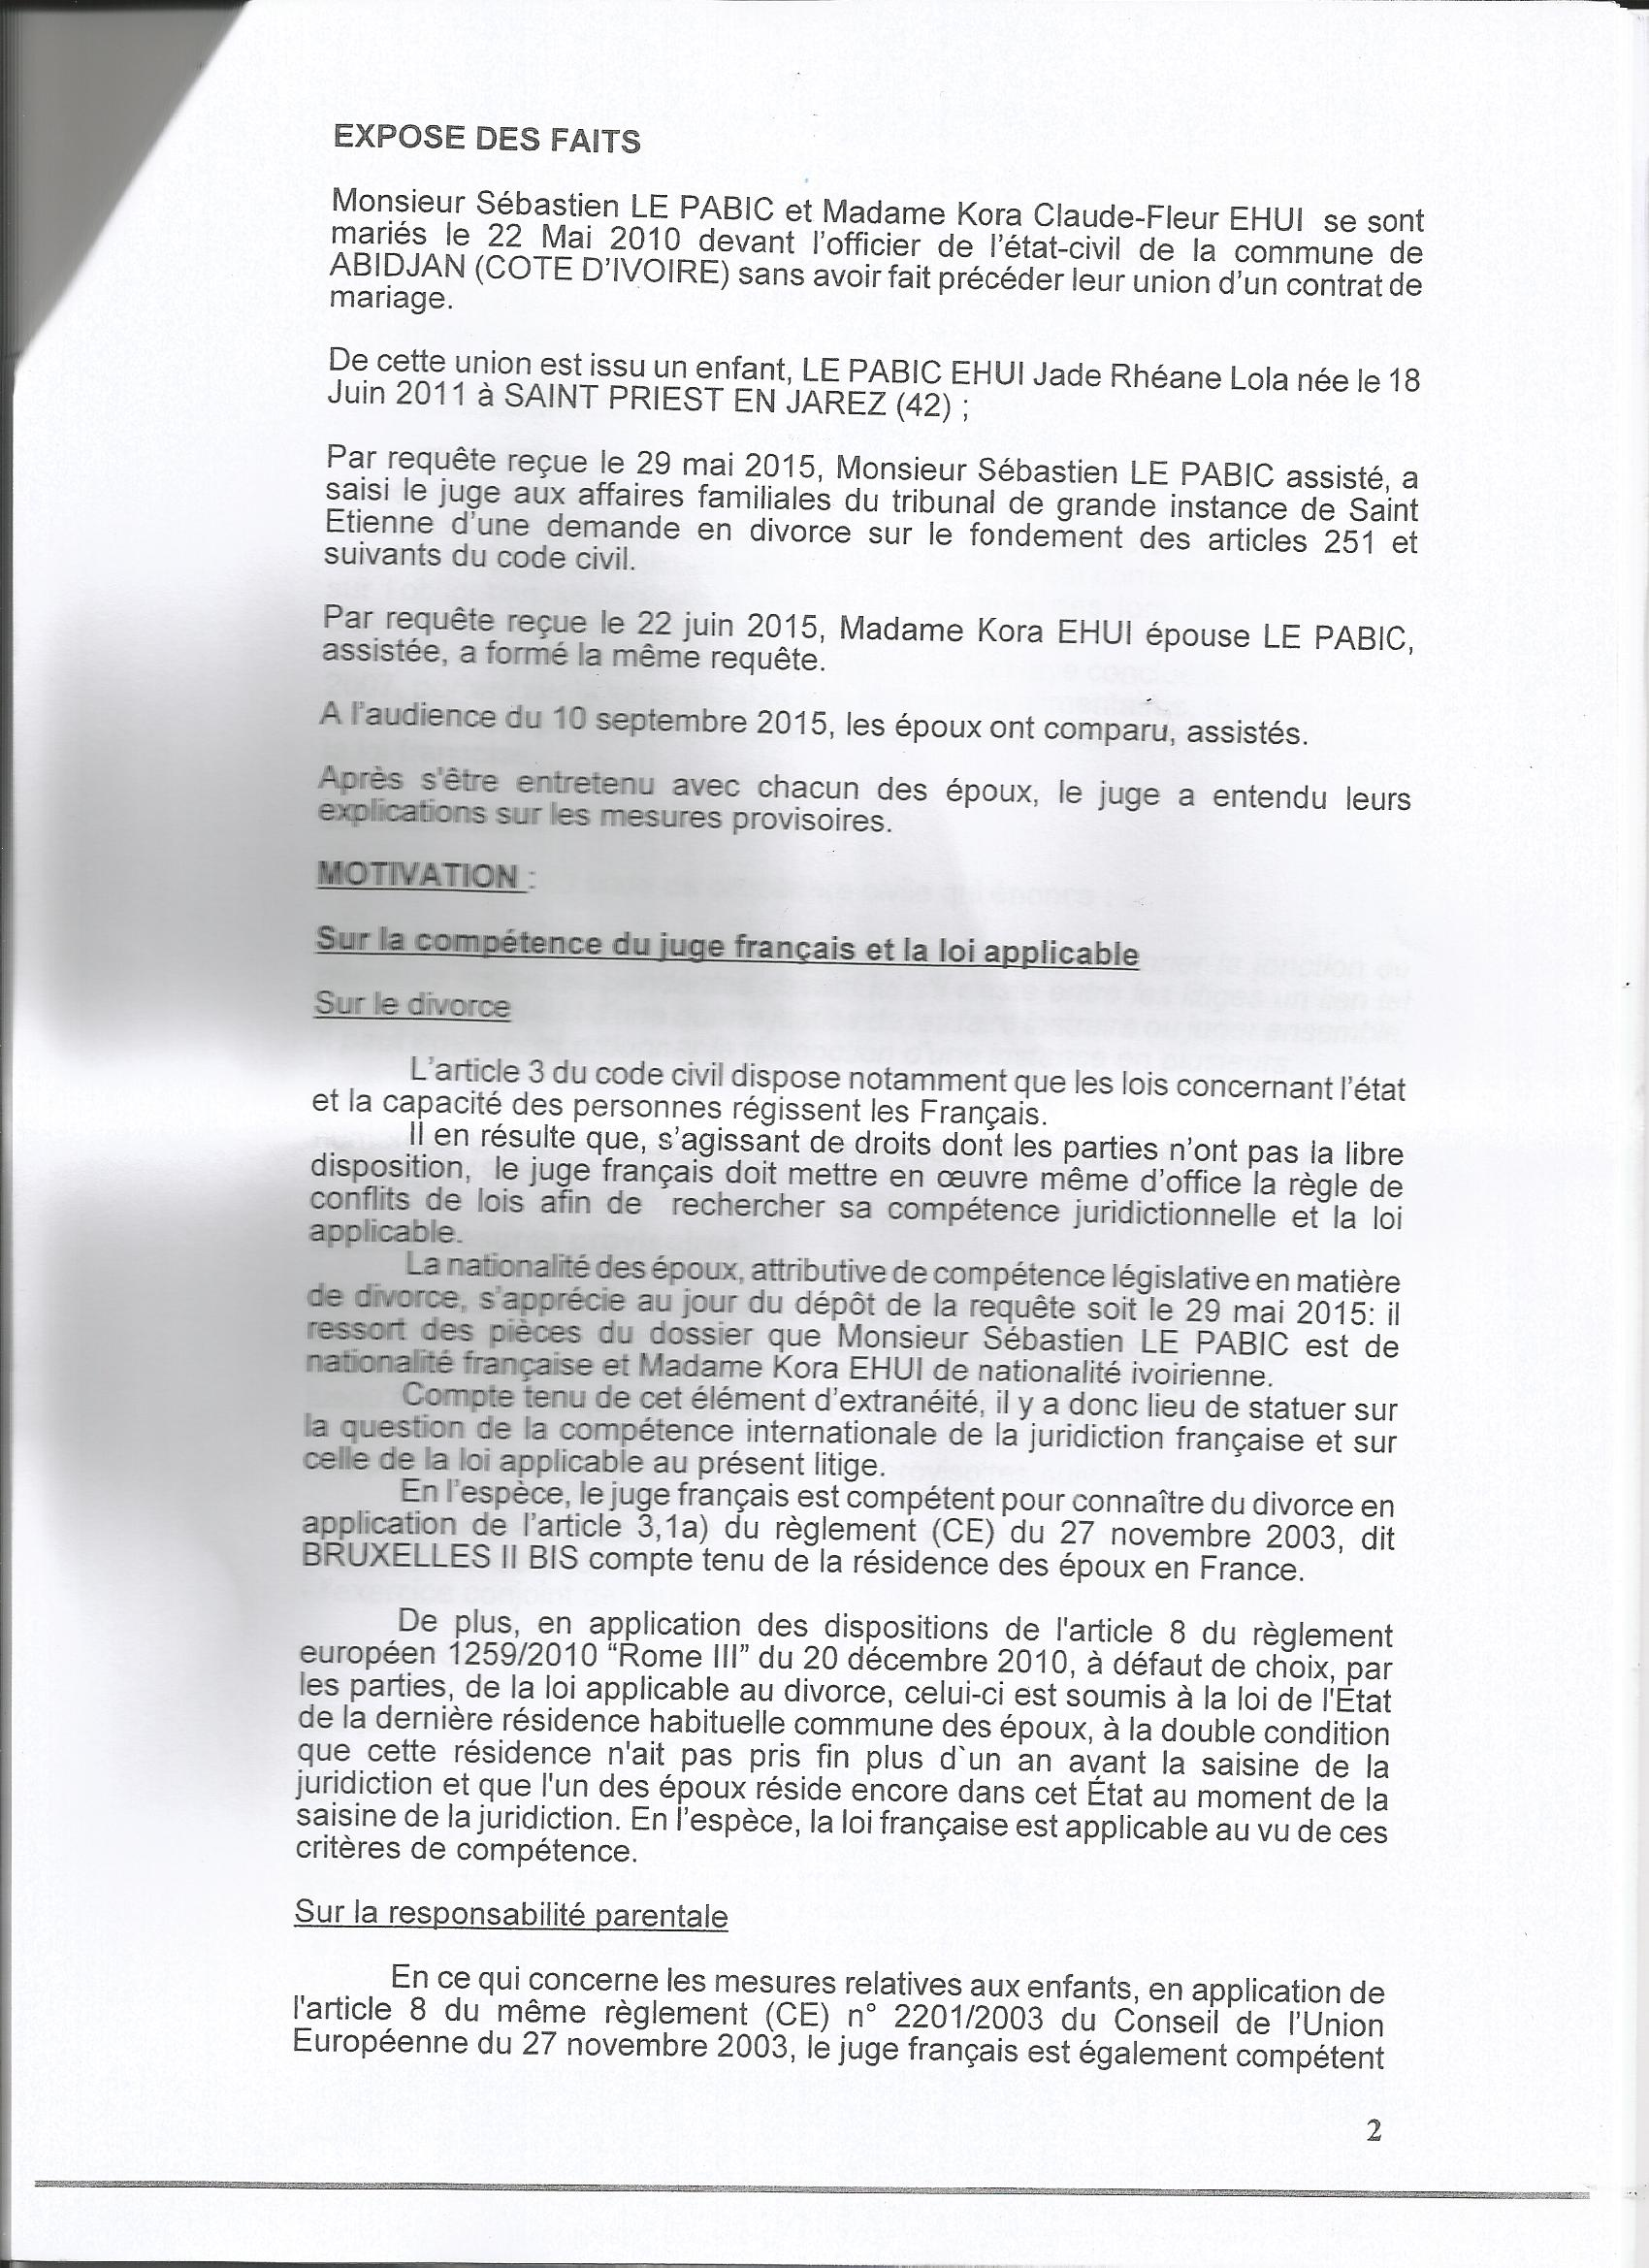 EXPOSE DES FAITS
Monsieur Sébastien LE PABIC et Madame Kora Claude-Fleur EHUI se sont
mariés le 22 Mai 2010 devant l'officier de l'état-civil de la commune de
ABIDJAN (COTE D'IVOIRE) sans avoir fait précéder leur union d'un contrat de
mariage.
De cette union est issu un enfant, LE PABIC EHUI Jade Rhéane Lola née le 18
Juin 2011 à SAINT PRIEST EN JAREZ (42) ;
Par requête reçue le 29 mai 2015, Monsieur Sébastien LE PABIC assisté, a
saisi le juge aux affaires familiales du tribunal de grande instance de Saint
Etienne d'une demande en divorce sur le fondement des articles 251 et
suivants du code civil.
Par requête reçue le 22 juin 2015, Madame Kora EHUI épouse LE PABIC,
assistée, a formé la même requête.
A l'audience du 10 septembre 2015, les époux ont comparu, assistés.
Après s'être entretenu avec chacun des époux, le juge a entendu leurs
explications sur les mesures provisoires.
MOTIVATION :
Sur la compétence du juge français et la loi applicable
Sur le divorce
L'article 3 du code civil dispose notamment que les lois concernant l'état
et la capacité des personnes régissent les Français.
Il en résulte que, s'agissant de droits dont les parties n'ont pas la libre
disposition, le juge français doit mettre en œuvre même d'office la règle de
conflits de lois afin de rechercher sa compétence juridictionnelle et la loi
applicable.
La nationalité des époux, attributive de compétence législative en matière
de divorce, s'apprécie au jour du dépôt de la requête soit le 29 mai 2015: il
ressort des pièces du dossier que Monsieur Sébastien LE PABIC est de
nationalité française et Madame Kora EHUI de nationalité ivoirienne.
Compte tenu de cet élément d'extranéité, il y a donc lieu de statuer sur
la question de la compétence internationale de la juridiction française et sur
celle de la loi applicable au présent litige.
En l'espèce, le juge français est compétent pour connaître du divorce en
application de l'article 3,1a) du règlement (CE) du 27 novembre 2003, dit
BRUXELLES II BIS compte tenu de la résidence des époux en France.
De plus, en application des dispositions de l'article 8 du règlement
européen 1259/2010 “Rome III” du 20 décembre 2010, à défaut de choix, par
les parties, de la loi applicable au divorce, celui-ci est soumis à la loi de l'État
de la dernière résidence habituelle commune des époux, à la double condition
que cette résidence n'ait pas pris fin plus d`un an avant la saisine de la
juridiction et que l'un des époux réside encore dans cet État au moment de la
saisine de la juridiction. En l'espèce, la loi française est applicable au vu de ces
critères de compétence.
Sur la responsabilité parentale
En ce qui concerne les mesures relatives aux enfants, en application de
l'article 8 du même règlement (CE) n° 2201/2003 du Conseil de l'Union
Européenne du 27 novembre 2003, le juge français est également compétent
2